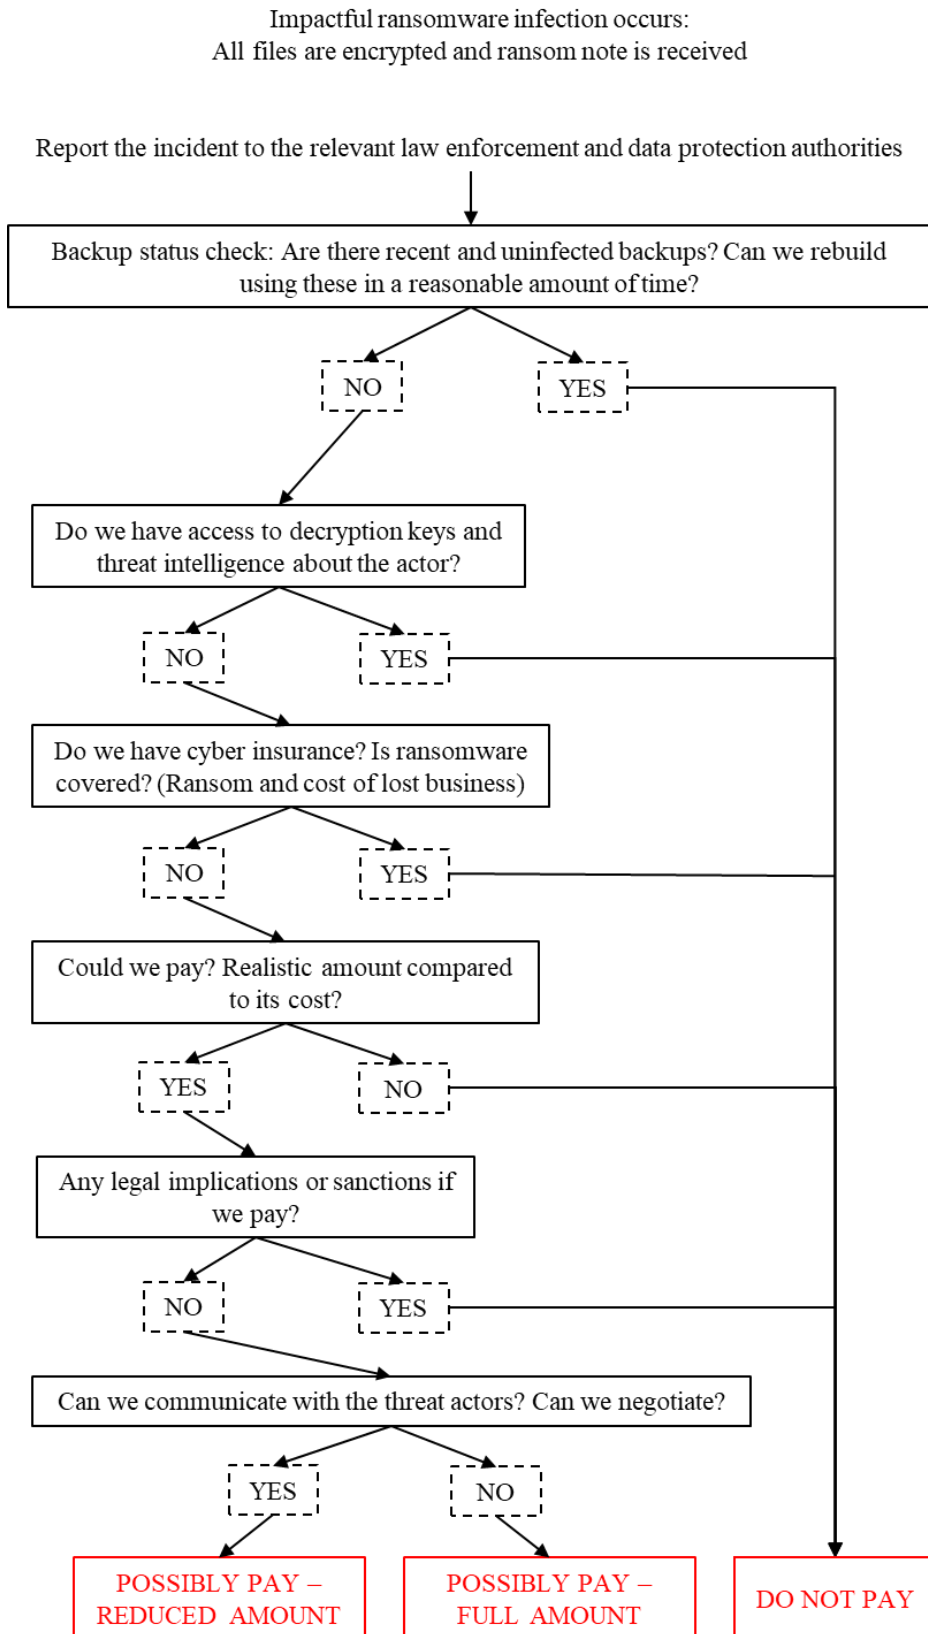 Impactful ransomware infection occurs:
All files are encrypted and ransom note is received
Report the incident to the relevant law enforcement and data protection authorities
Backup status check: Are there recent and uninfected backups? Can we rebuild
using these in a reasonable amount of time?
NO
YES
Do we have access to decryption keys and
threat intelligence about the actor?
NO
YES
Do we have cyber insurance? Is ransomware
covered? (Ransom and cost of lost business)
NO
YES
Could we pay? Realistic amount compared
to its cost?
YES
NO
Any legal implications or sanctions if
we pay?
NO
YES
Can we communicate with the threat actors? Can we negotiate?
YES
NO
POSSIBLY PAY –
REDUCED AMOUNT
POSSIBLY PAY –
FULL AMOUNT
DO NOT PAY